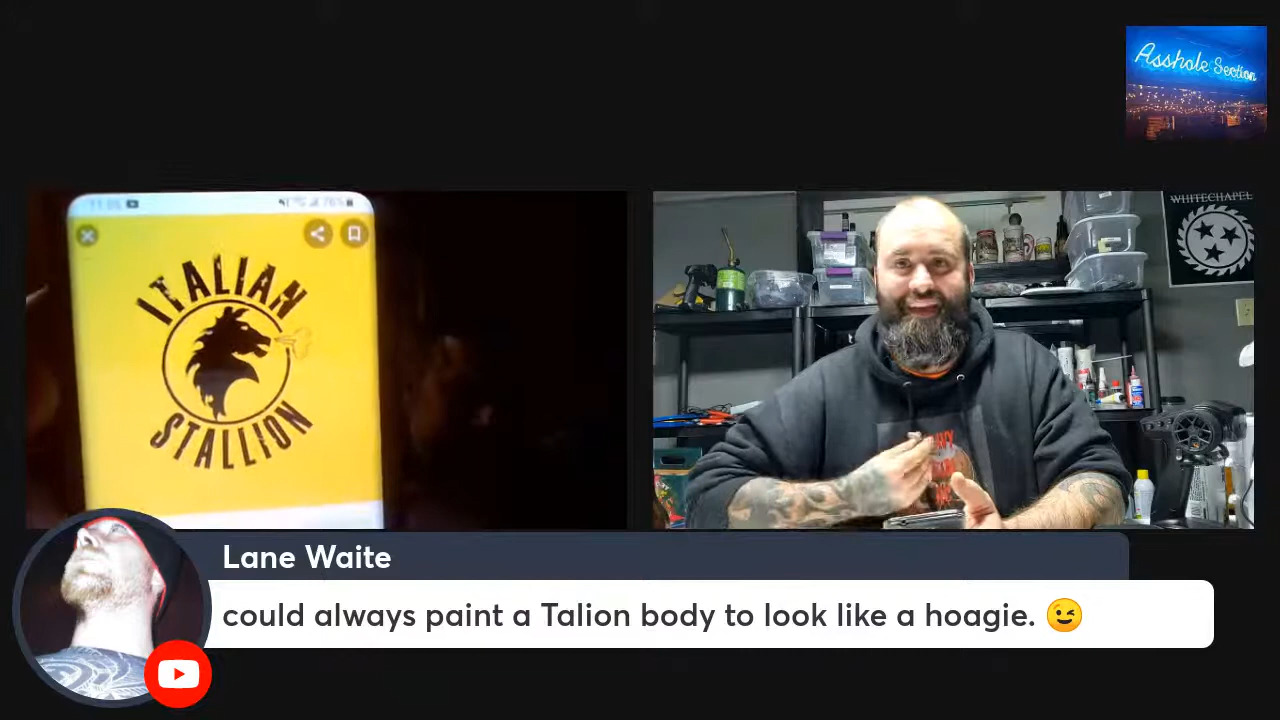 Asshole Section
ITALIAN
STALLION
WHITECHAPEL
Lane Waite
could always paint a Talion body to look like a hoagie. 😉